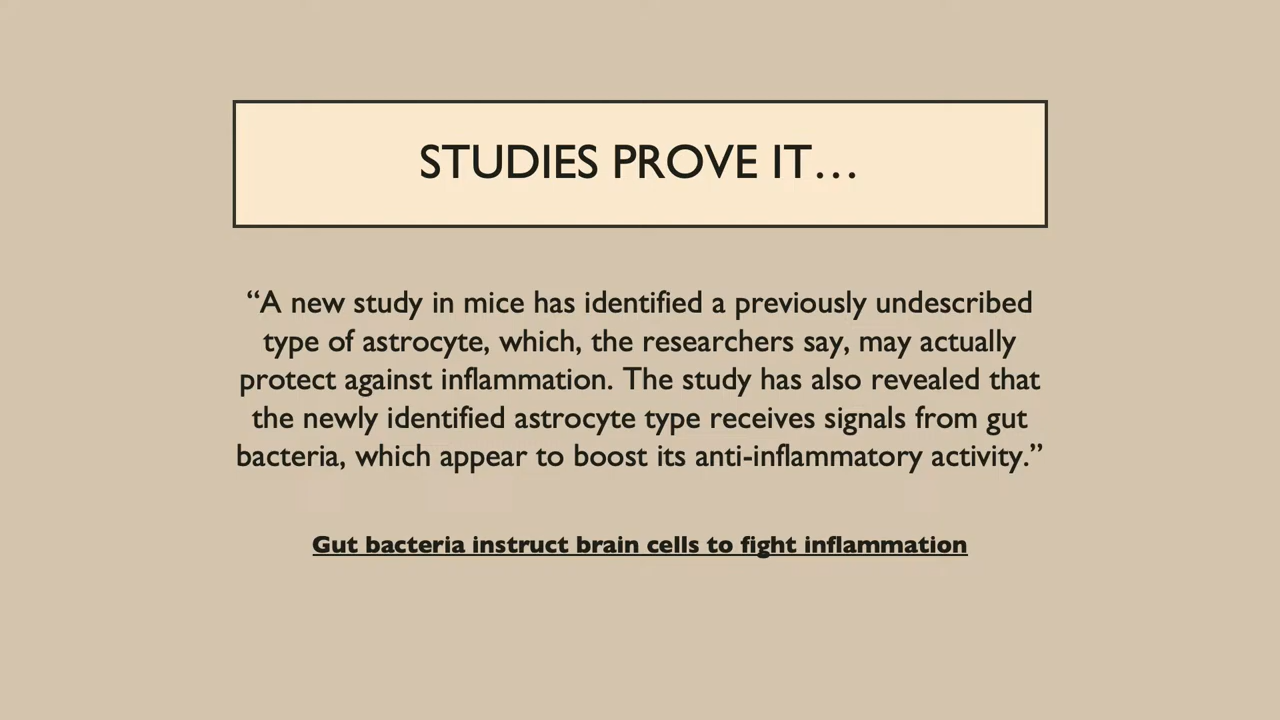 STUDIES PROVE IT…
“A new study in mice has identified a previously undescribed
type of astrocyte, which, the researchers say, may actually
protect against inflammation. The study has also revealed that
the newly identified astrocyte type receives signals from gut
bacteria, which appear to boost its anti-inflammatory activity.”
Gut bacteria instruct brain cells to fight inflammation